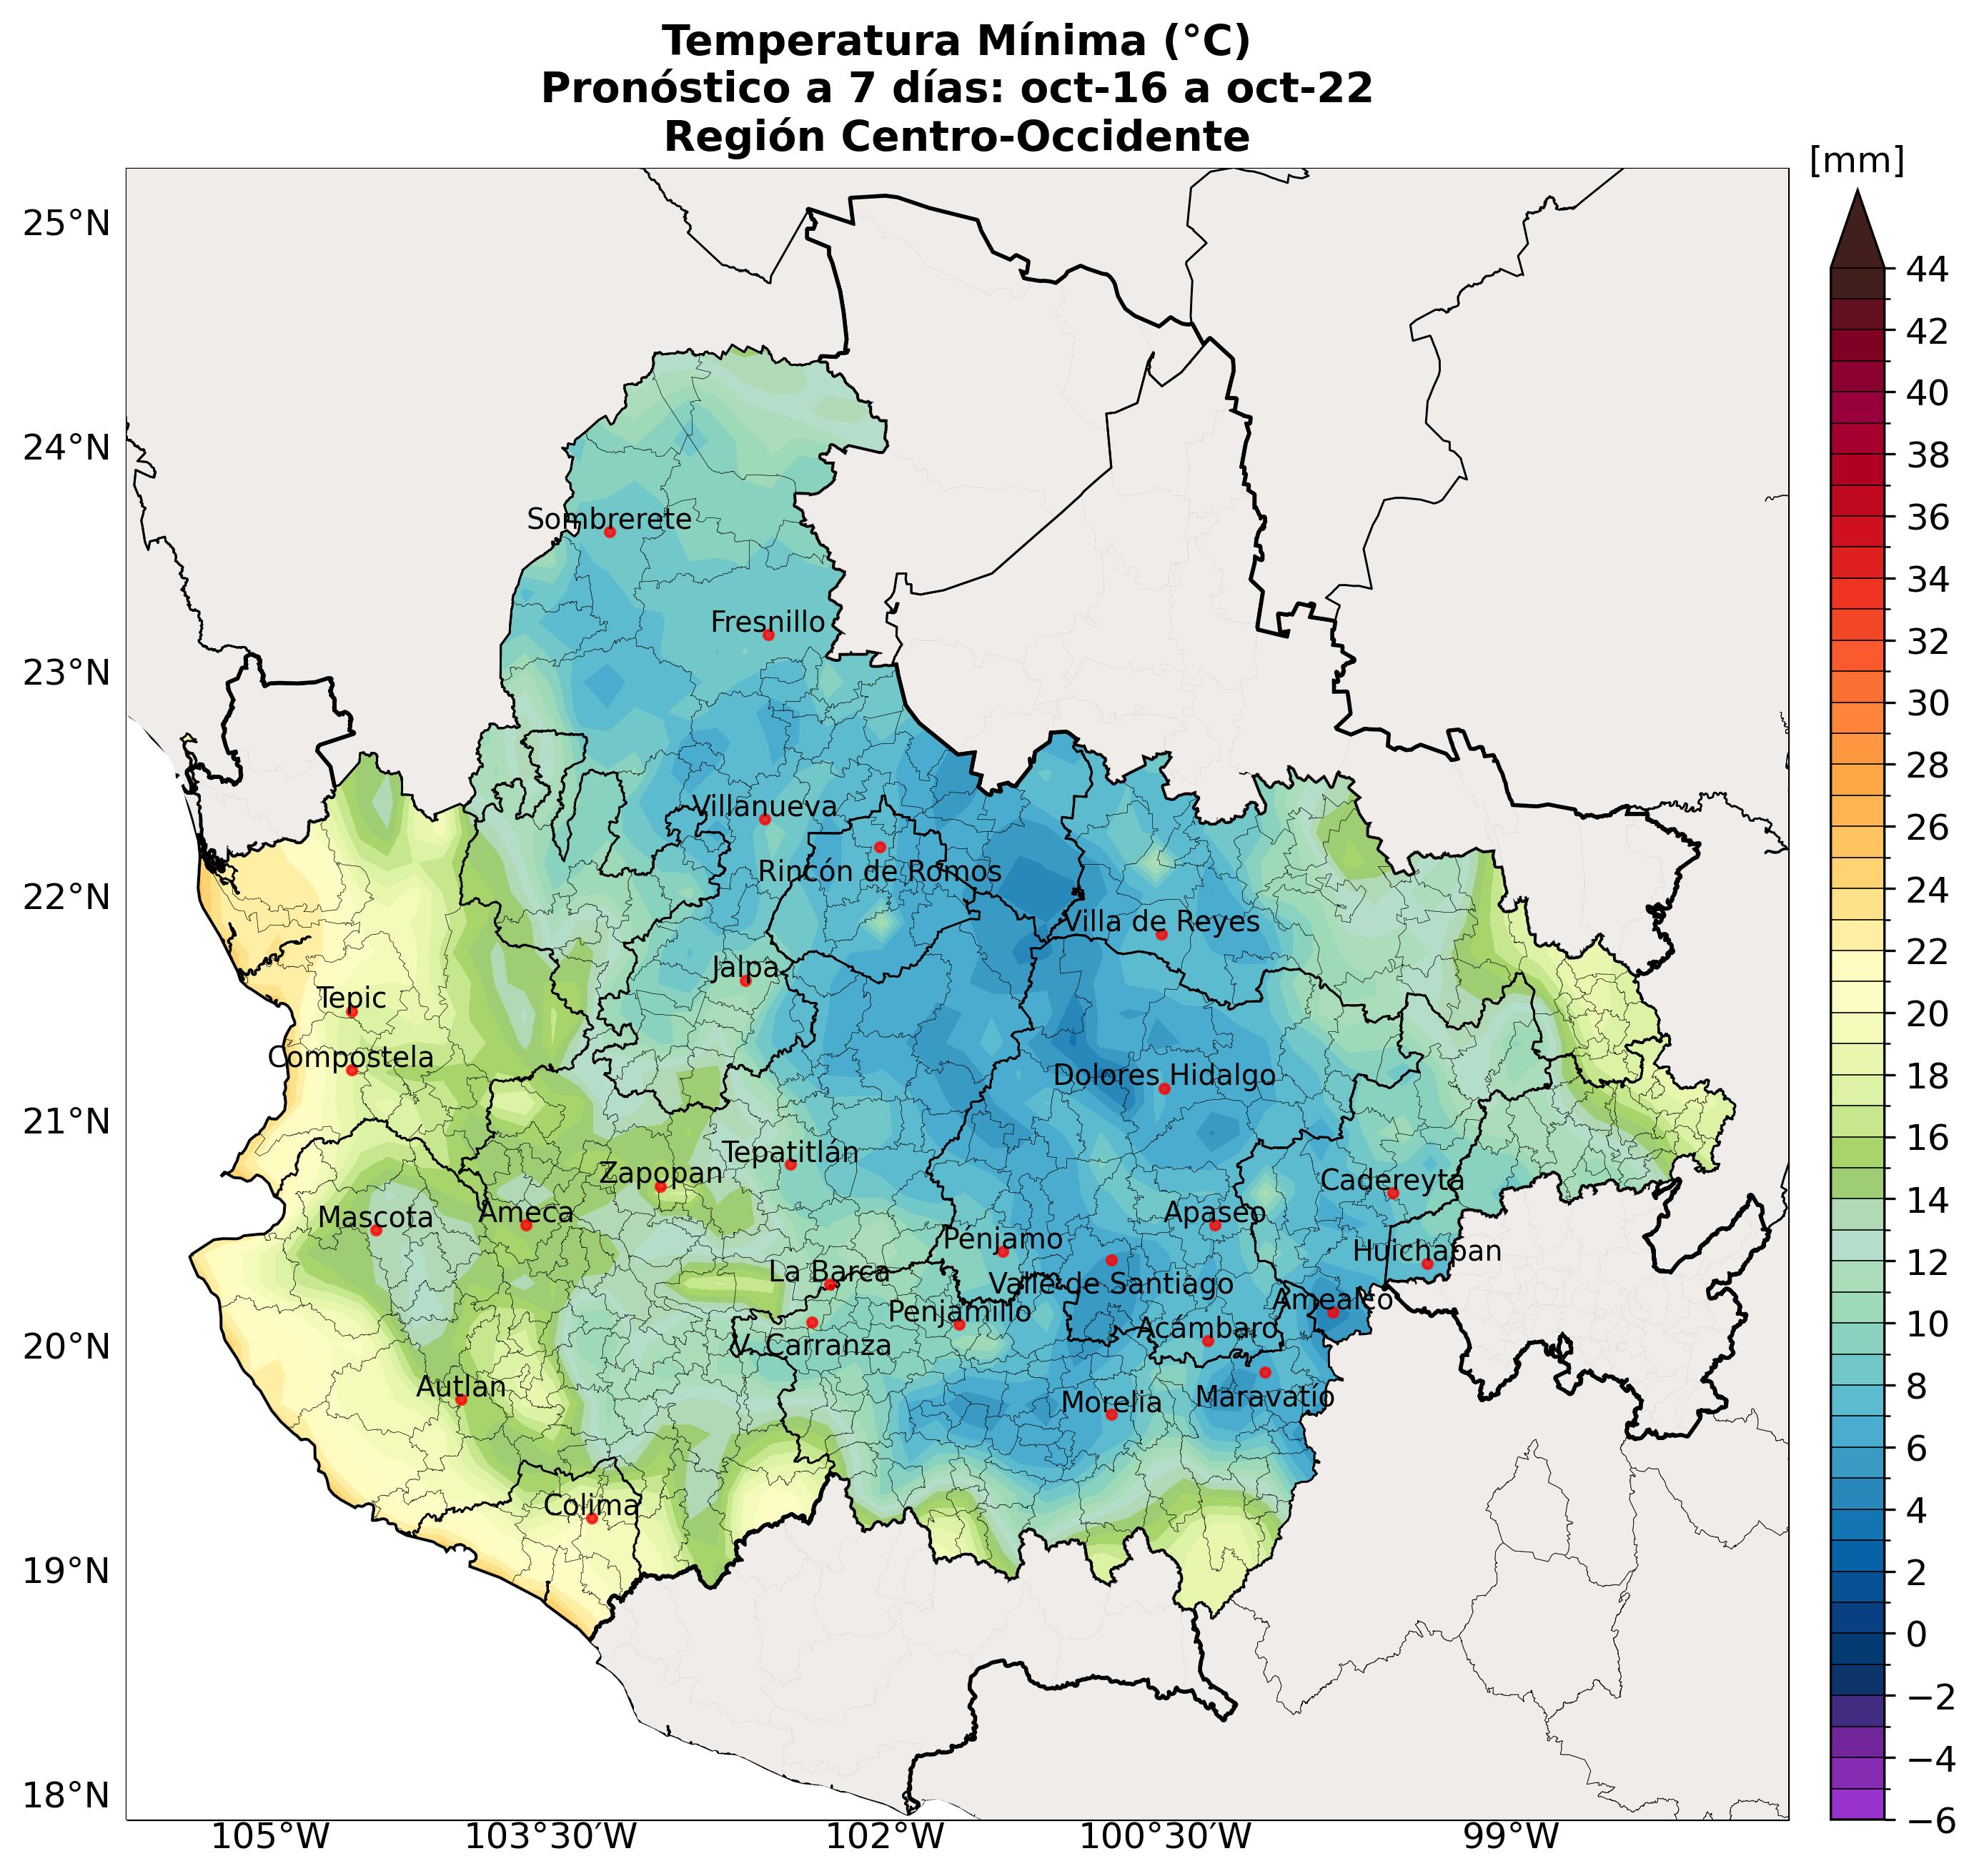 Temperatura Mínima (°C)
Pronóstico a 7 días: oct-16 a oct-22
Región Centro-Occidente
[mm]
25°N
24°N
23°N
22°N
21°N
20°N
19°N
18°N
Sombrerete
Fresnillo
Villanueva
Rincón de Romos
Villa de Reyes
Jalpa
Tepic
Compostela
Dolores Hidalgo
Tepatitlán
Zapopan
Cadereyta
Mascota
Ameca
Apaseo
Penjamo
Huichapan
La Barca
Valle de Santiago
Amealco
Penjamillo
Acámbaro
V. Carranza
Autlan
Morelia
Maravatío
Colima
105°W
103°30′W
102°W
100°30′W
99°W
44
42
40
38
36
34
32
30
28
26
24
22
20
18
16
14
12
10
8
6
4
2
0
−2
−4
−6